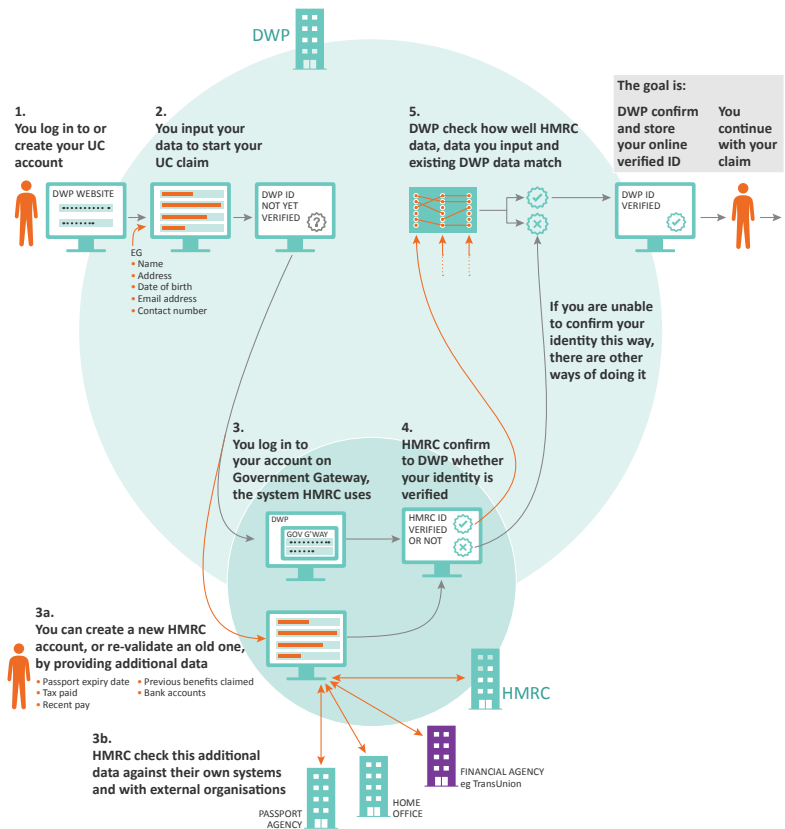 DWP
1.
You log in to or
create your UC
account
DWP WEBSITE
2.
You input your
data to start your
UC claim
EG
• Name
• Address
• Date of birth
• Email address
• Contact number
DWP ID
NOT YET
VERIFIED
?
5.
DWP check how well HMRC
data, data you input and
existing DWP data match
The goal is:
DWP confirm
and store
your online
verified ID
You
continue
with your
claim
DWP ID
VERIFIED
If you are unable
to confirm your
identity this way,
there are other
ways of doing it
3.
You log in to
your account on
Government Gateway,
the system HMRC uses
DWP
GOV G'WAY
4.
HMRC confirm
to DWP whether
your identity is
verified
HMRC ID
VERIFIED
OR NOT
3a.
You can create a new HMRC
account, or re-validate an old one,
by providing additional data
• Passport expiry date
• Tax paid
• Recent pay
• Previous benefits claimed
• Bank accounts
HMRC
3b.
HMRC check this additional
data against their own systems
and with external organisations
PASSPORT
AGENCY
HOME
OFFICE
FINANCIAL AGENCY
eg TransUnion